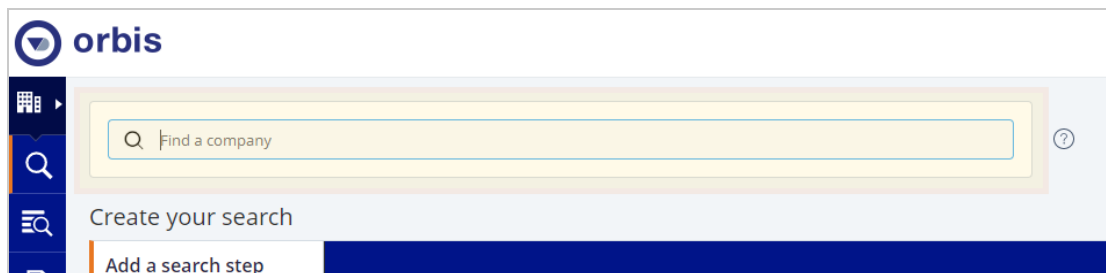 orbis
Find a company
?
Create your search
Add a search step